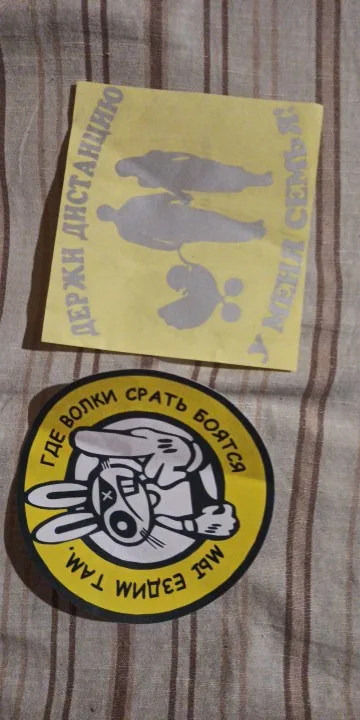 ДЕРЖИ ДИСТАНЦИЮ
У МЕНЯ СЕМЬЯ!
ГДЕ ВОЛКИ СРАТЬ БОЯТСЯ
МЫ ЕЗДИМ ТАМ.